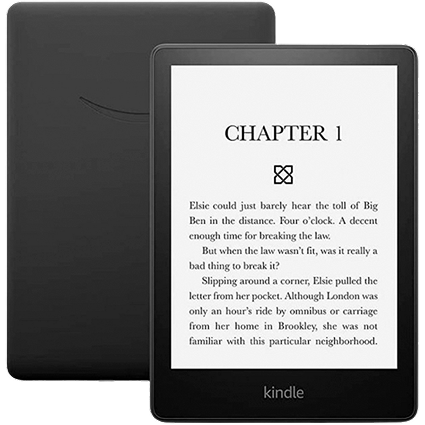 CHAPTER 1
Elsie could just barely hear the toll of Big
Ben in the distance. Four o'clock. A decent
enough time for breaking the law.
But when the law wasn't fit, was it really a
bad thing to break it?
Slipping around a corner, Elsie pulled the
letter from her pocket. Although London was
only an hour's ride by omnibus or carriage
from her home in Brookley, she was not
familiar with this particular neighborhood.
kindle